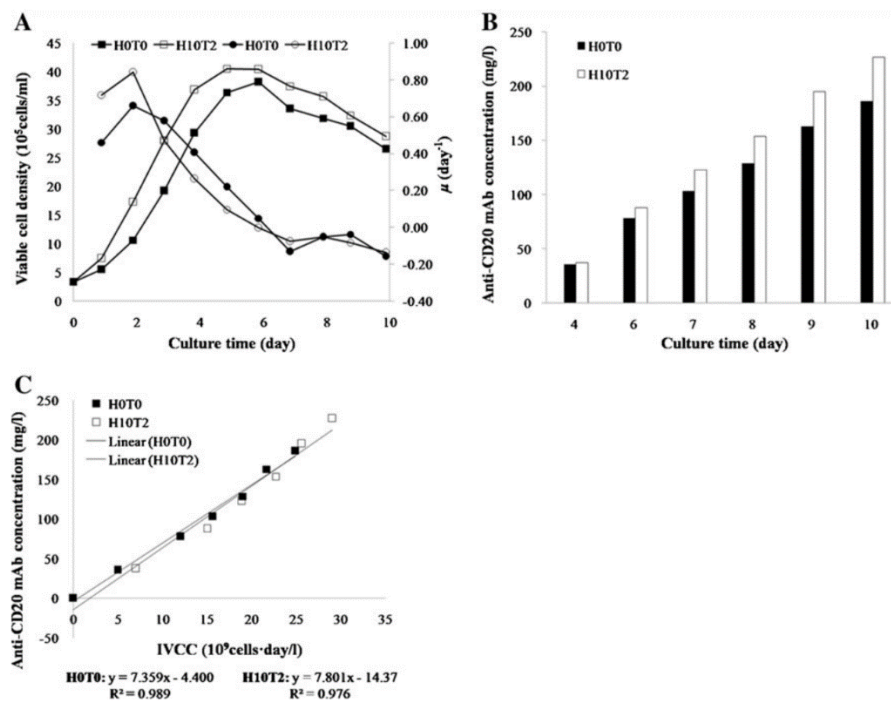 A
H0T0 H10T2 H0T0 H10T2
45
40
35
30
25
20
15
10
5
0
Viable cell density (10⁵cells/ml)
1.00
0.80
0.60
0.40
0.20
0.00
-0.20
-0.40
μ (day⁻¹)
0 2 4 6 8 10
Culture time (day)
B
H0T0
H10T2
250
200
150
100
50
0
Anti-CD20 mAb concentration (mg/l)
4 6 7 8 9 10
Culture time (day)
C
H0T0
H10T2
Linear (H0T0)
Linear (H10T2)
250
200
150
100
50
0
-50
Anti-CD20 mAb concentration (mg/l)
0 5 10 15 20 25 30 35
IVCC (10⁹cells·day/l)
H0T0: y = 7.359x - 4.400 H10T2: y = 7.801x - 14.37
R² = 0.989 R² = 0.976